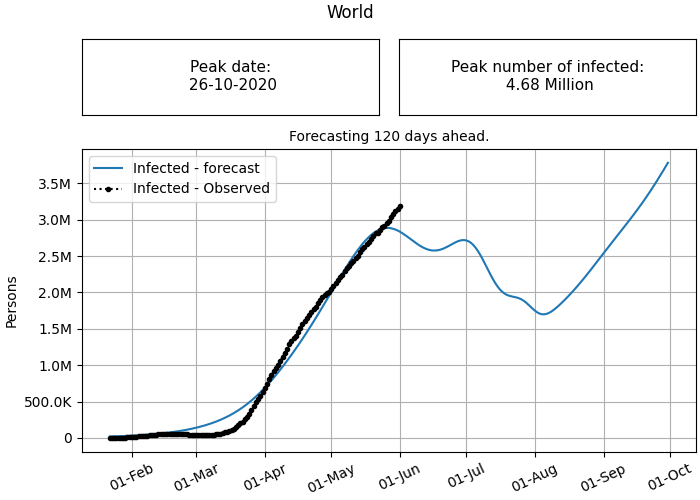 World
Peak date:
26-10-2020
Peak number of infected:
4.68 Million
Forecasting 120 days ahead.
Infected - forecast
Infected - Observed
3.5M
3.0M
2.5M
2.0M
1.5M
1.0M
500.0K
0
Persons
01-Feb
01-Mar
01-Apr
01-May
01-Jun
01-Jul
01-Aug
01-Sep
01-Oct